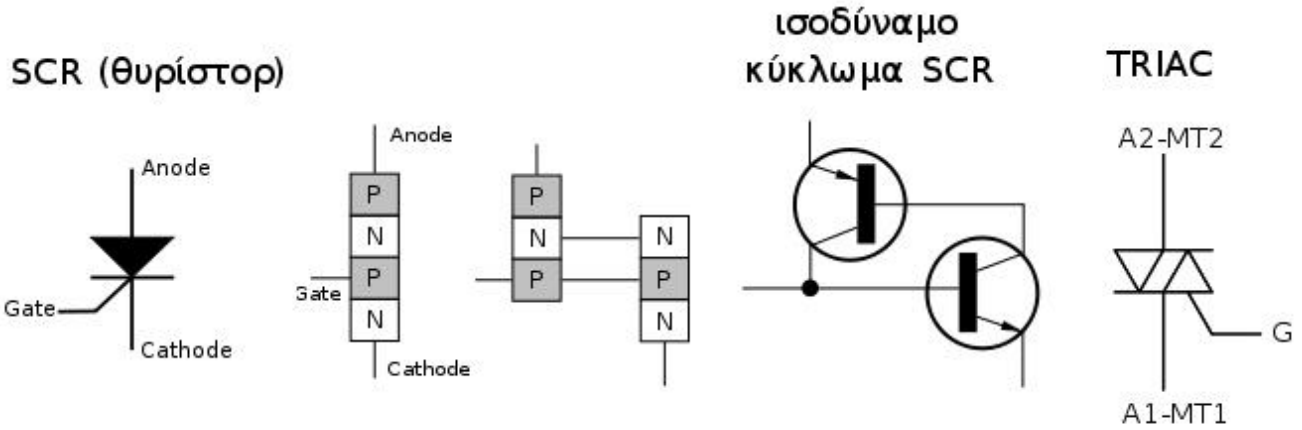 SCR (θυρίστορ)
ισοδύναμο
κύκλωμα SCR
TRIAC
Anode
Gate
Cathode
Anode
P
N
P
N
Gate
Cathode
P
N
P
N
P
N
A2-MT2
G
A1-MT1